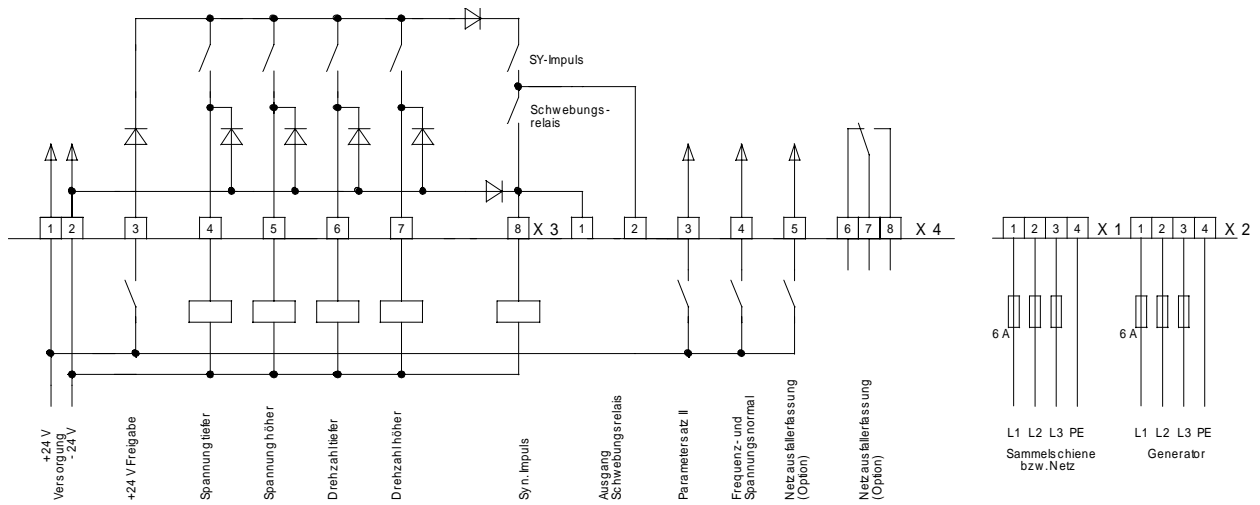 SY-Impuls
Schwebungs-
relais
1 2 3 4 5 6 7 8 X 3 1 2 3 4 5 6 7 8 X 4
1 2 3 4 X 1 1 2 3 4 X 2
6 A
6 A
+24 V
Versorgung
- 24 V
+24 V Freigabe
Spannung tiefer
Spannung höher
Drehzahl tiefer
Drehzahl höher
Syn. Impuls
Ausgang
Schwebungsrelais
Parametersatz II
Frequenz- und
Spannungsnormal
Netzausfallerfassung
(Option)
Netzausfallerfassung
(Option)
L1 L2 L3 PE
Sammelschiene
bzw. Netz
L1 L2 L3 PE
Generator